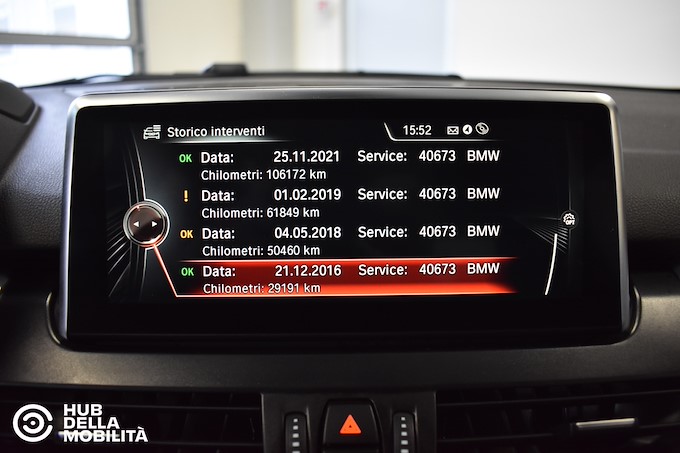 Storico interventi 15:52
OK Data: 25.11.2021 Service: 40673 BMW
Chilometri: 106172 km
! Data: 01.02.2019 Service: 40673 BMW
Chilometri: 61849 km
OK Data: 04.05.2018 Service: 40673 BMW
Chilometri: 50460 km
OK Data: 21.12.2016 Service: 40673 BMW
Chilometri: 29191 km
OPT
HUB
DELLA
MOBILITÀ